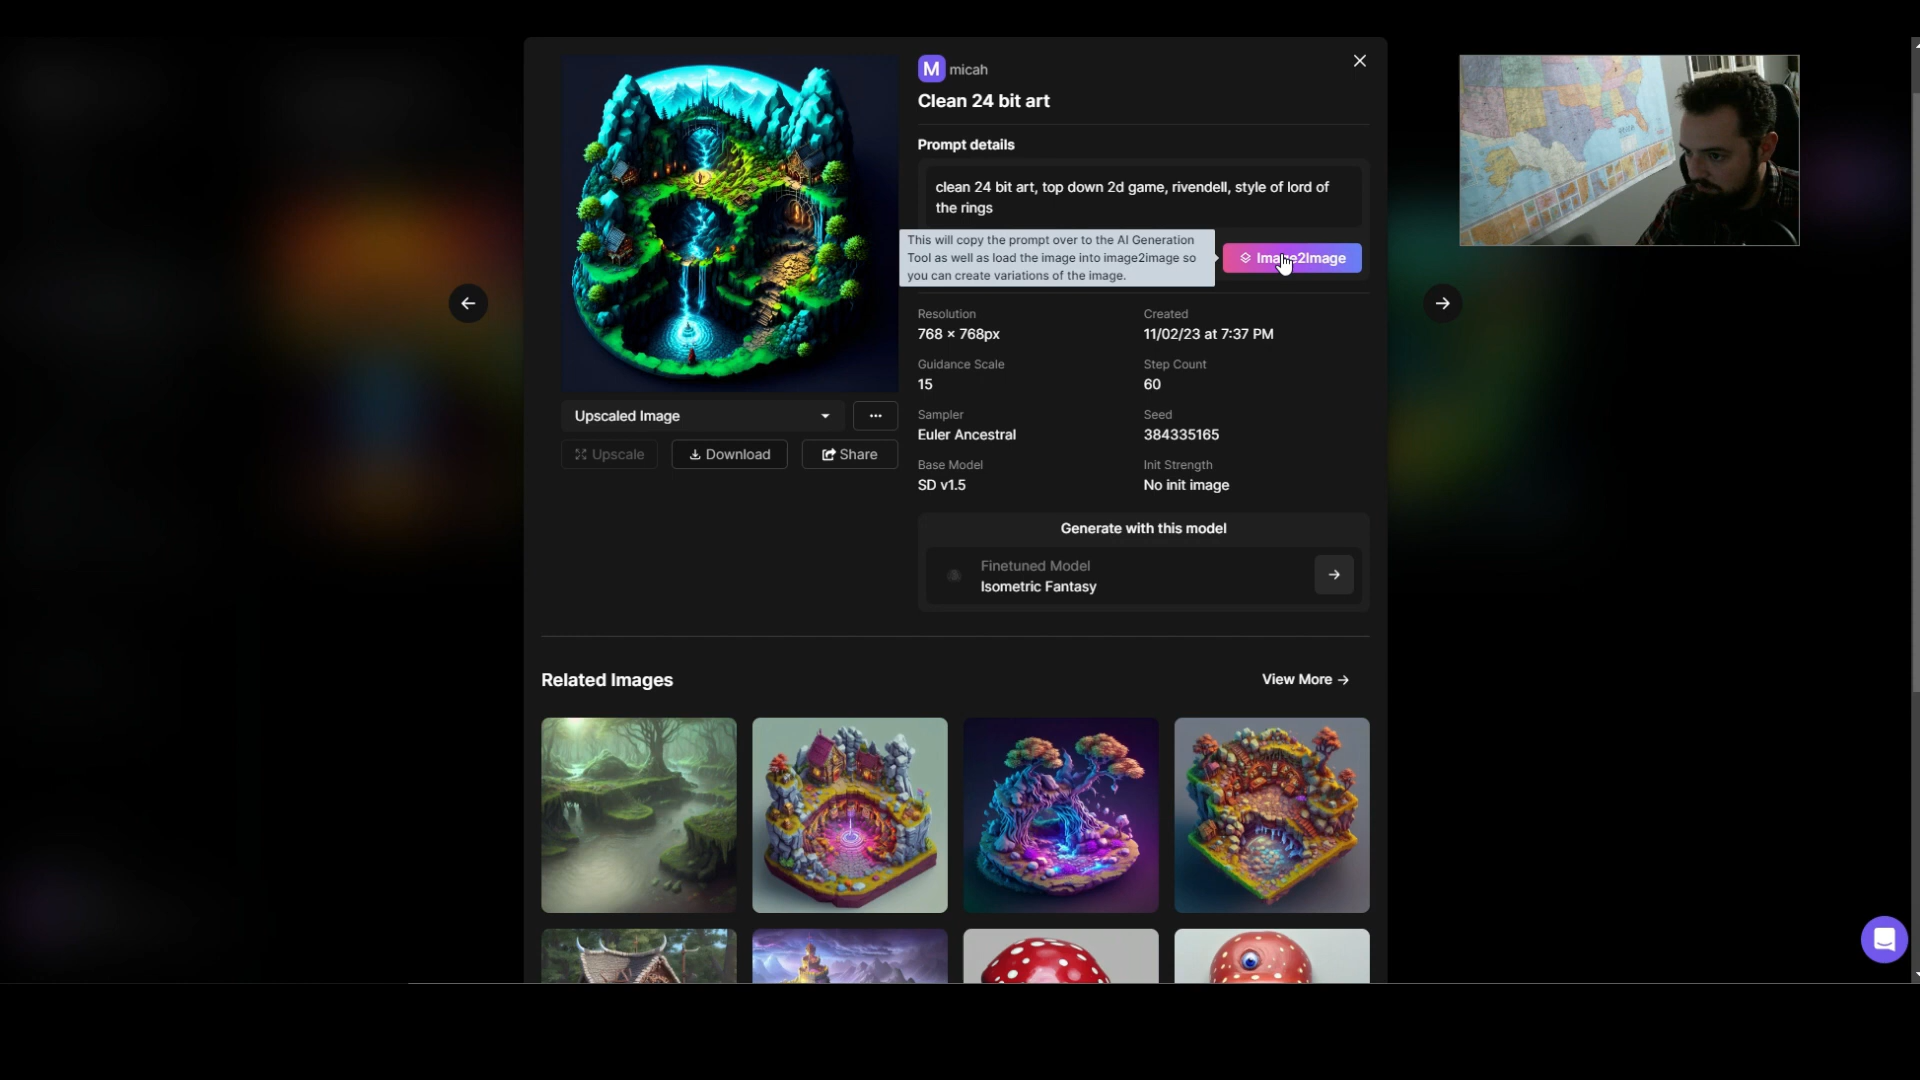 M micah
Clean 24 bit art
Prompt details
clean 24 bit art, top down 2d game, rivendell, style of lord of
the rings
This will copy the prompt over to the AI Generation
Tool as well as load the image into image2image so
you can create variations of the image.
Image2Image
Resolution
768 × 768px
Created
11/02/23 at 7:37 PM
Guidance Scale
15
Step Count
60
Upscaled Image
Sampler
Euler Ancestral
Seed
384335165
Upscale
Download
Share
Base Model
SD v1.5
Init Strength
No init image
Generate with this model
Finetuned Model
Isometric Fantasy
Related Images
View More →